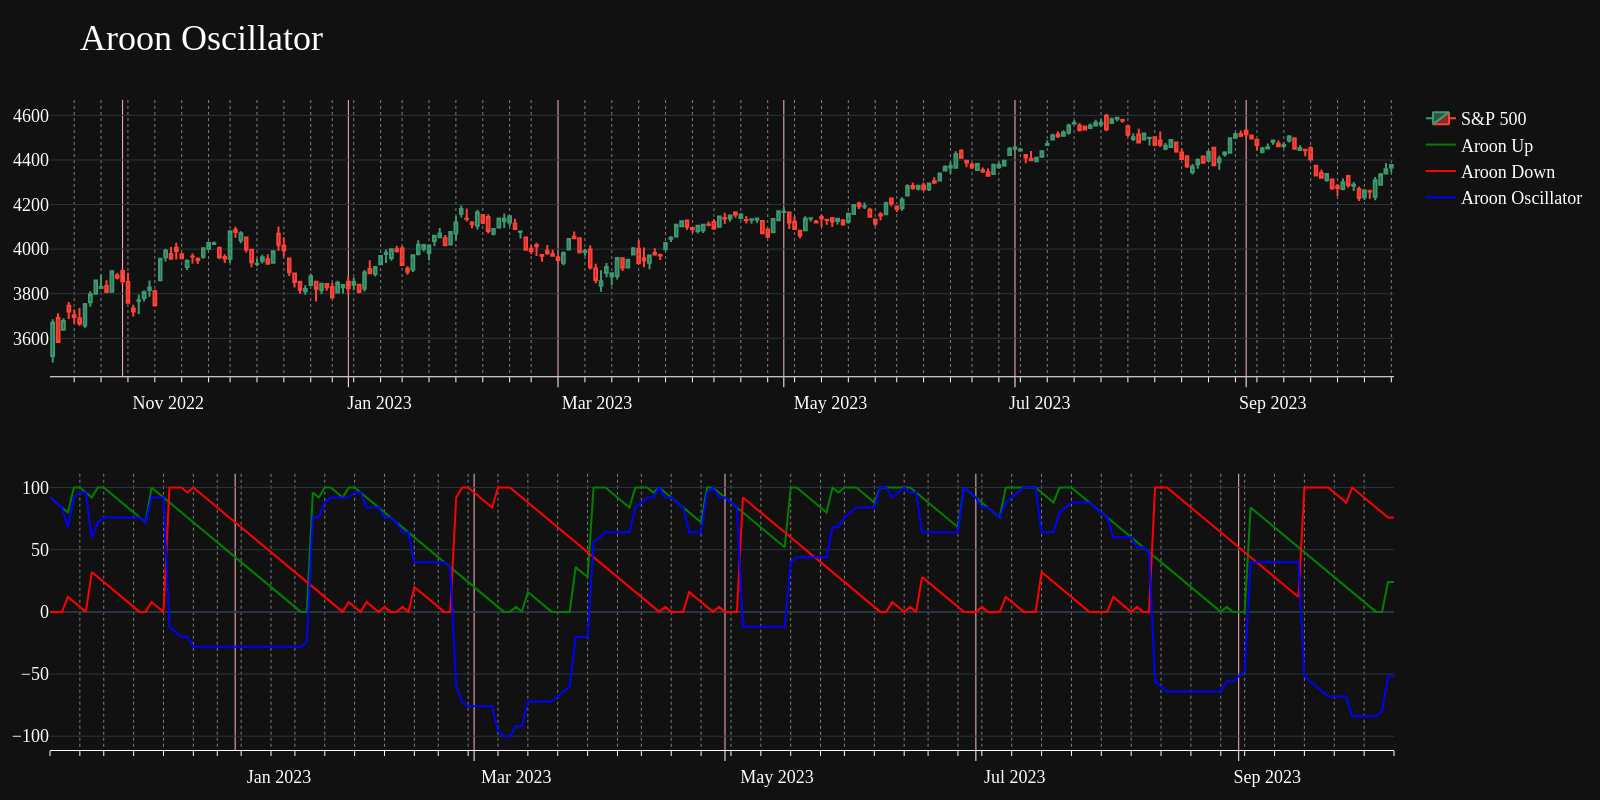 Aroon Oscillator
4600
4400
4200
4000
3800
3600
Nov 2022 Jan 2023 Mar 2023 May 2023 Jul 2023 Sep 2023
S&P 500
Aroon Up
Aroon Down
Aroon Oscillator
100
50
0
−50
−100
Jan 2023 Mar 2023 May 2023 Jul 2023 Sep 2023